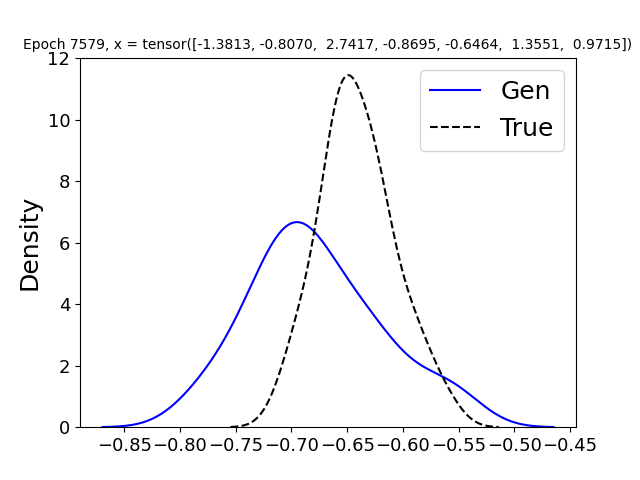 Epoch 7579, x = tensor([-1.3813, -0.8070,  2.7417, -0.8695, -0.6464,  1.3551,  0.9715])
12
10
8
6
4
2
0
Density
Gen
True
−0.85 −0.80 −0.75 −0.70 −0.65 −0.60 −0.55 −0.50 −0.45